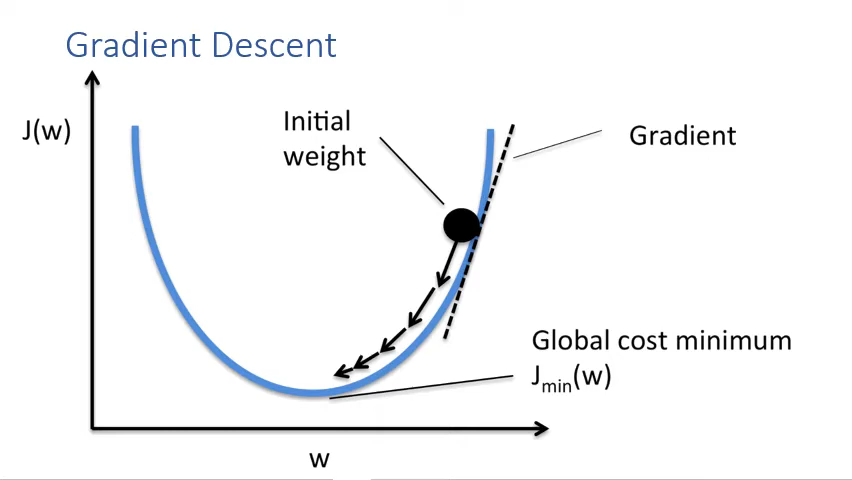 Gradient Descent
J(w)
Initial
weight
Gradient
Global cost minimum
Jmin(w)
w